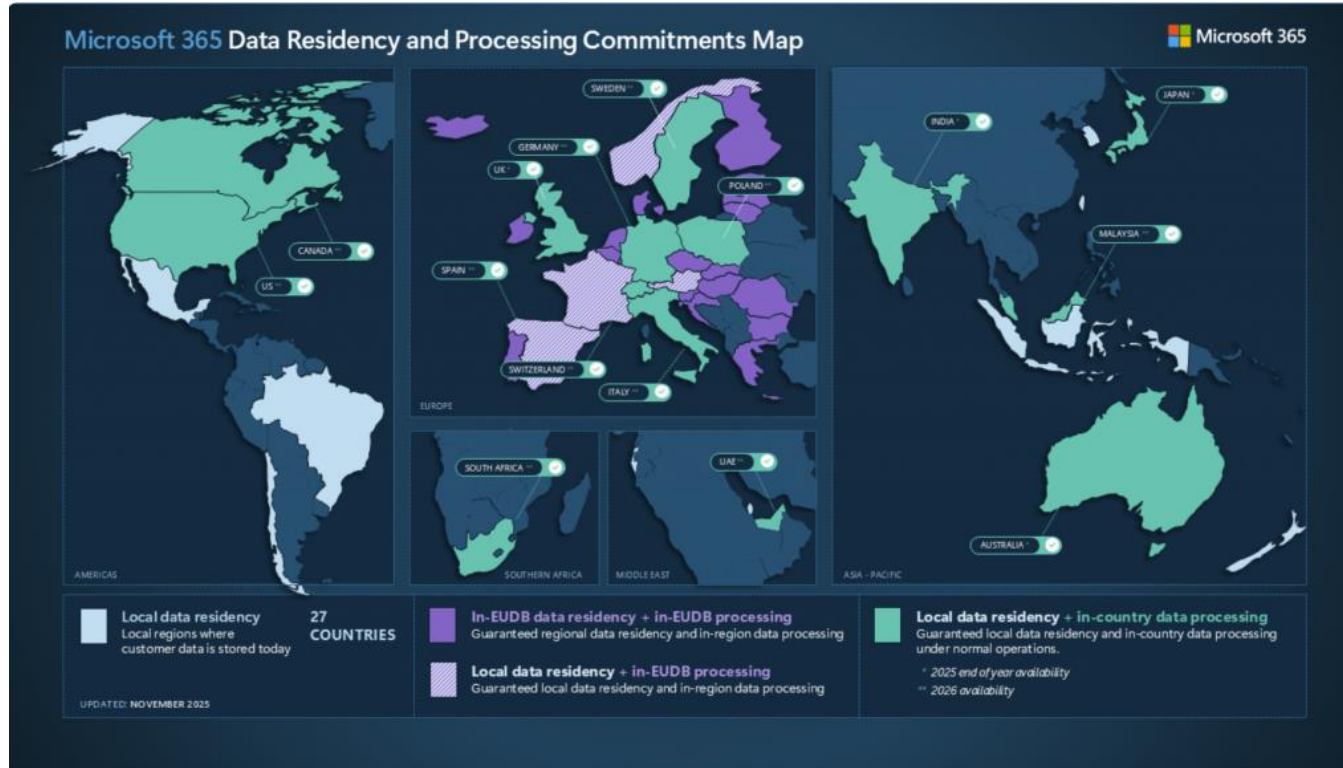 Microsoft 365 Data Residency and Processing Commitments Map
Microsoft 365
CANADA **
US **
AMERICAS
SWEDEN **
GERMANY **
UK *
POLAND **
SPAIN **
SWITZERLAND **
ITALY **
EUROPE
SOUTH AFRICA **
SOUTHERN AFRICA
UAE **
MIDDLE EAST
JAPAN *
INDIA *
MALAYSIA **
AUSTRALIA *
ASIA - PACIFIC
Local data residency
Local regions where
customer data is stored today
27
COUNTRIES
UPDATED: NOVEMBER 2025
In-EUDB data residency + in-EUDB processing
Guaranteed regional data residency and in-region data processing
Local data residency + in-EUDB processing
Guaranteed local data residency and in-region data processing
Local data residency + in-country data processing
Guaranteed local data residency and in-country data processing
under normal operations.
* 2025 end of year availability
** 2026 availability